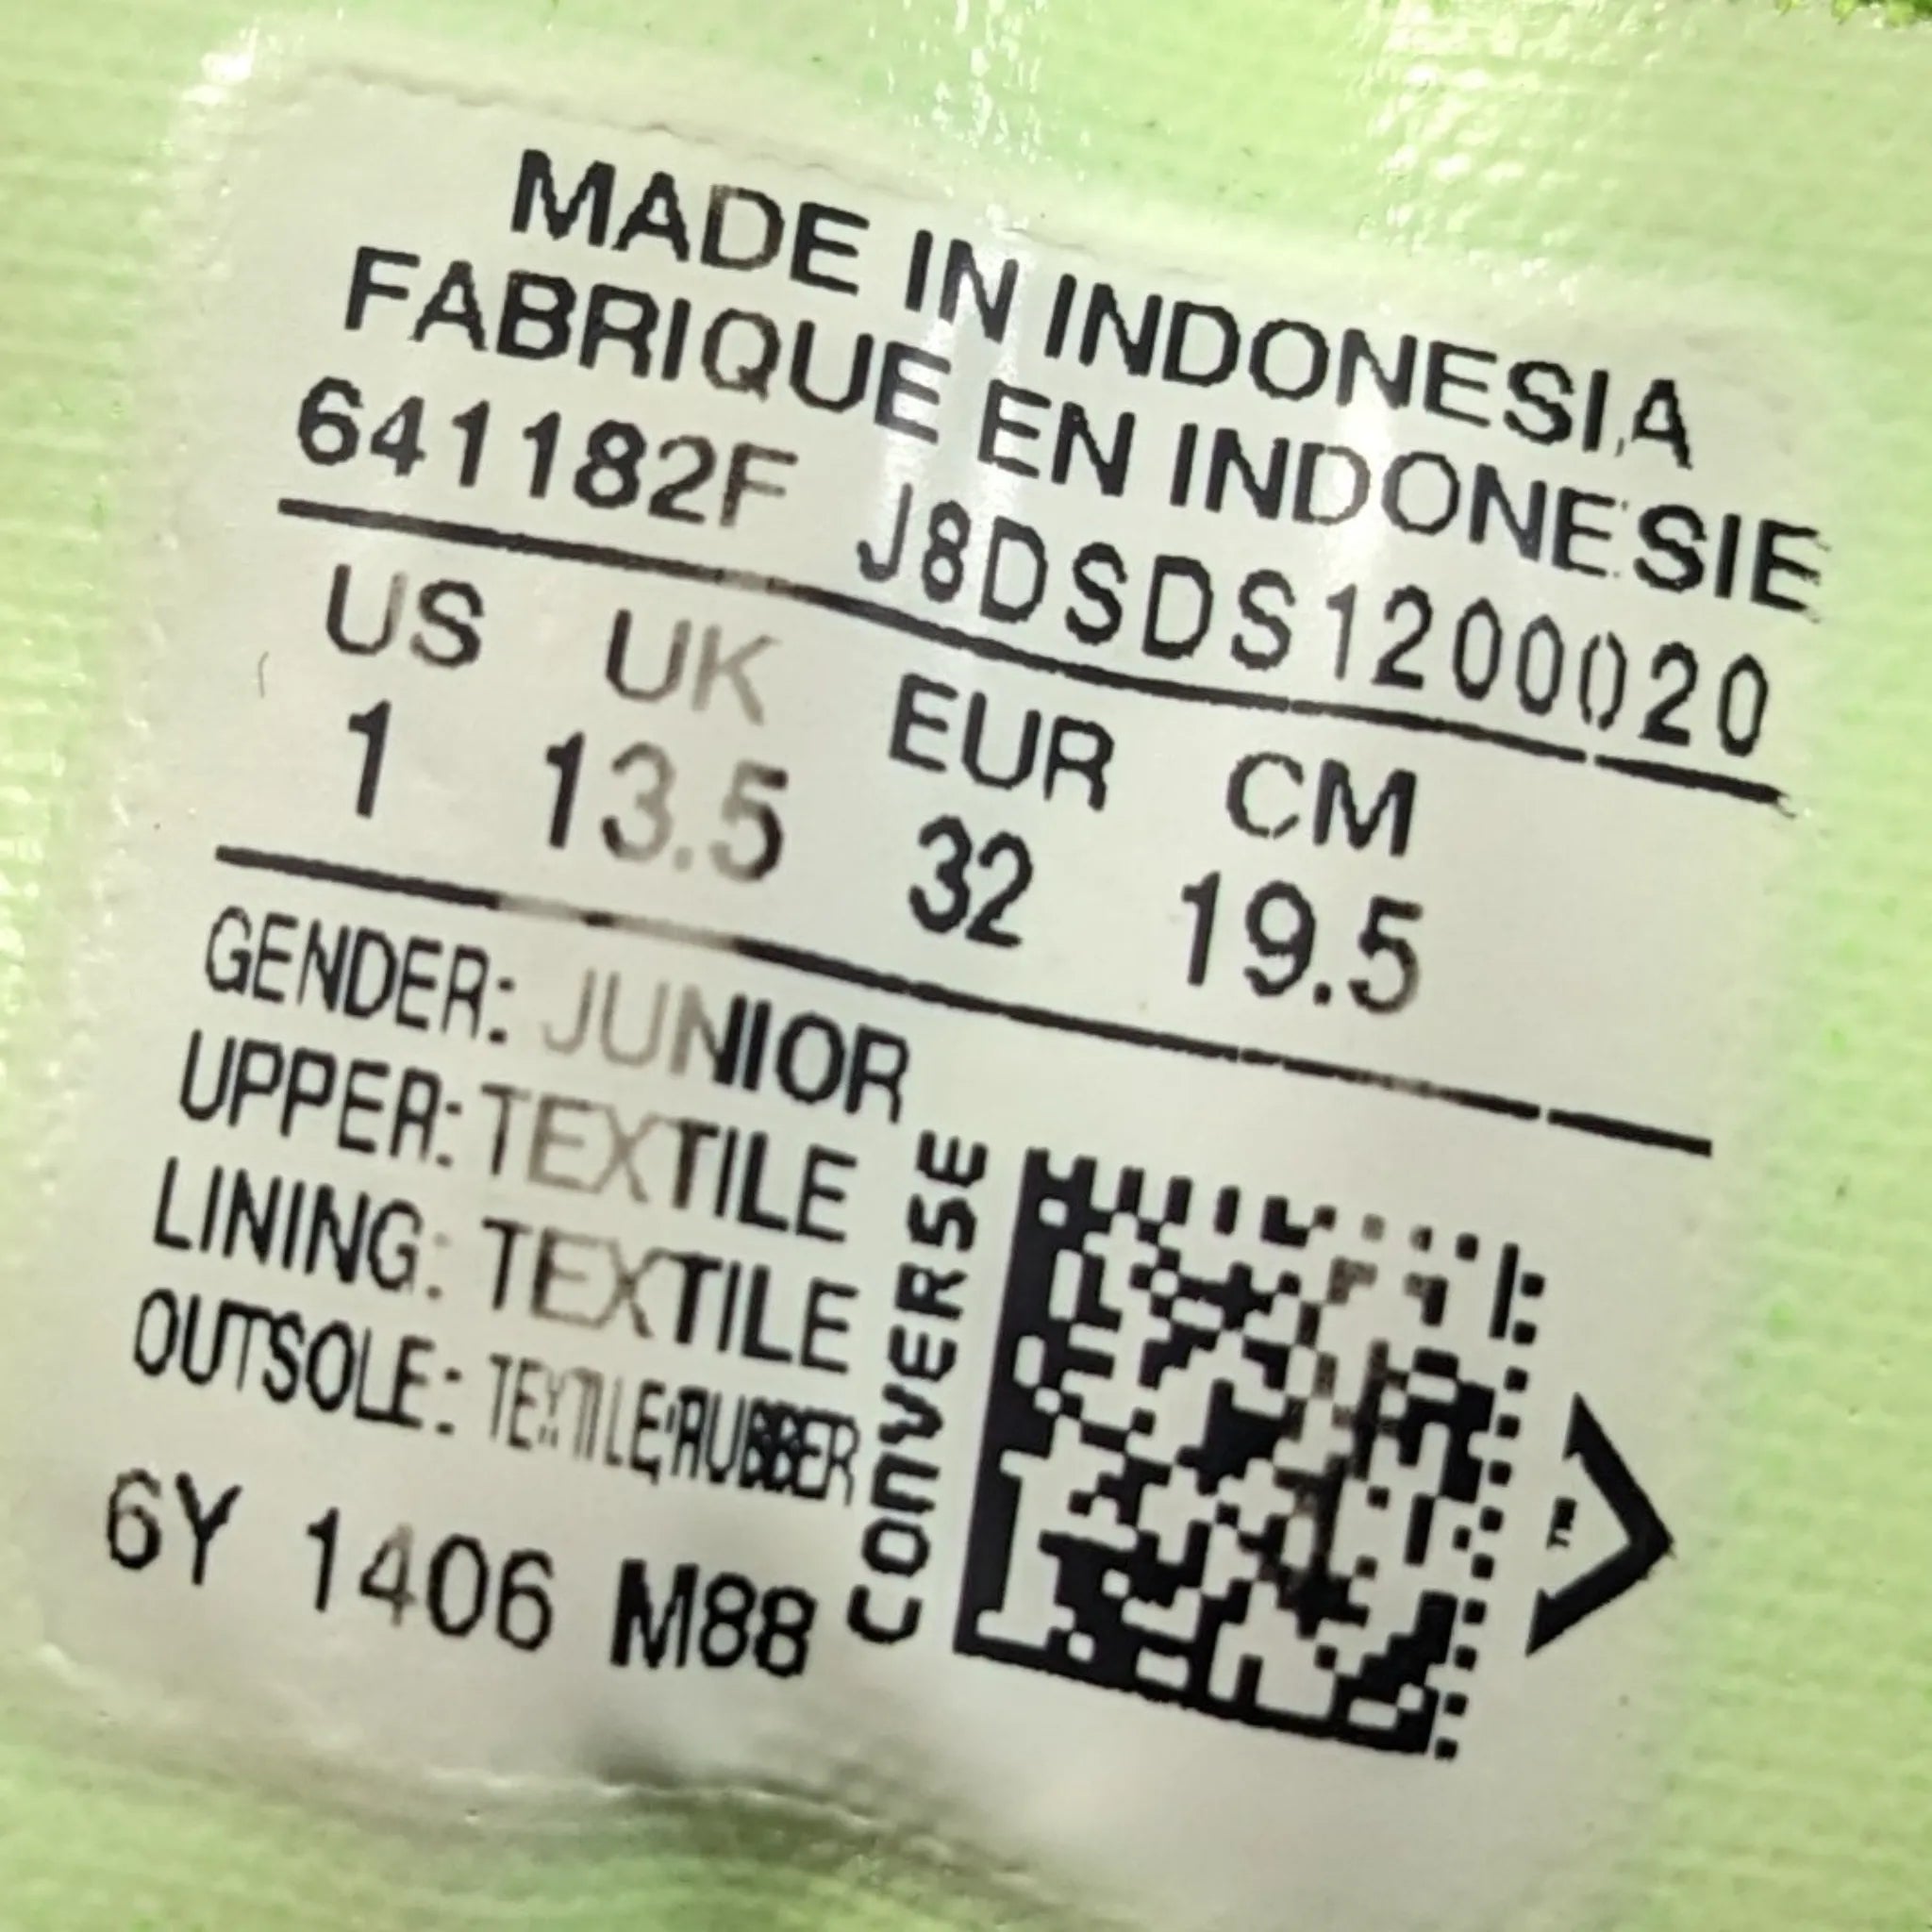 MADE IN INDONESIA
FABRIQUE EN INDONESIE
641182F J8DSDS1200020
US UK EUR CM
1 13.5 32 19.5
GENDER: JUNIOR
UPPER: TEXTILE
LINING: TEXTILE
OUTSOLE: TEXTILE/RUBBER
6Y 1406 M88
CONVERSE